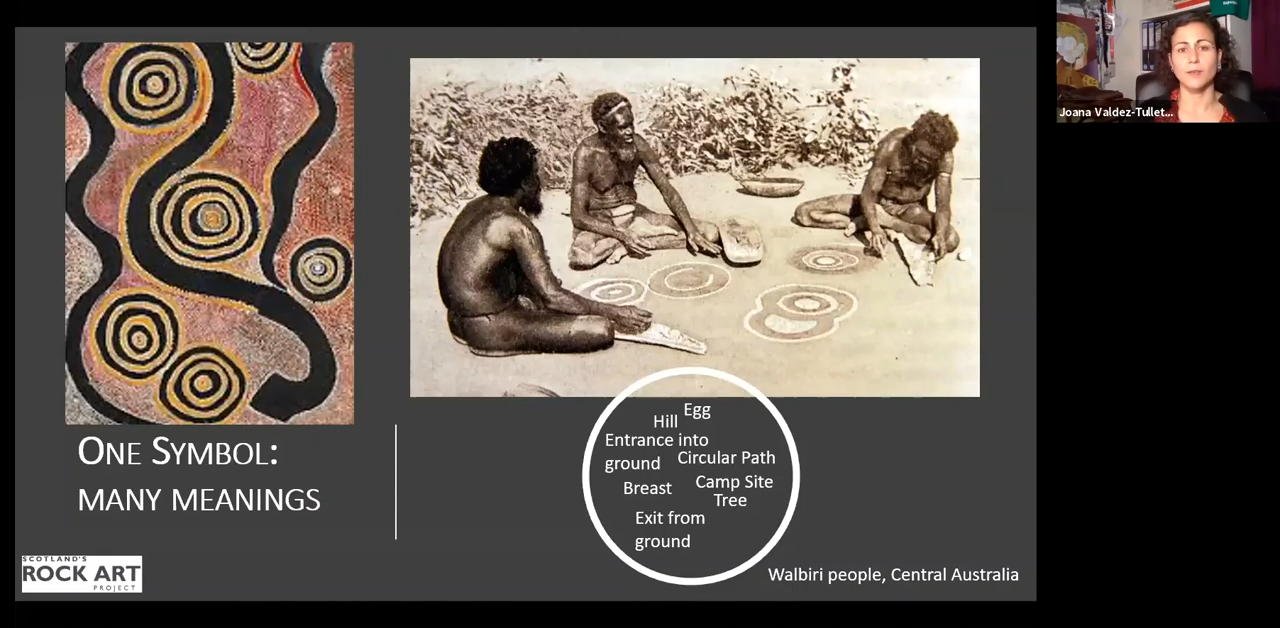 ONE SYMBOL:
MANY MEANINGS
SCOTLAND'S
ROCK ART
PROJECT
Egg
Hill
Entrance into
ground
Circular Path
Breast
Camp Site
Tree
Exit from
ground
Walbiri people, Central Australia
Joana Valdez-Tullet...